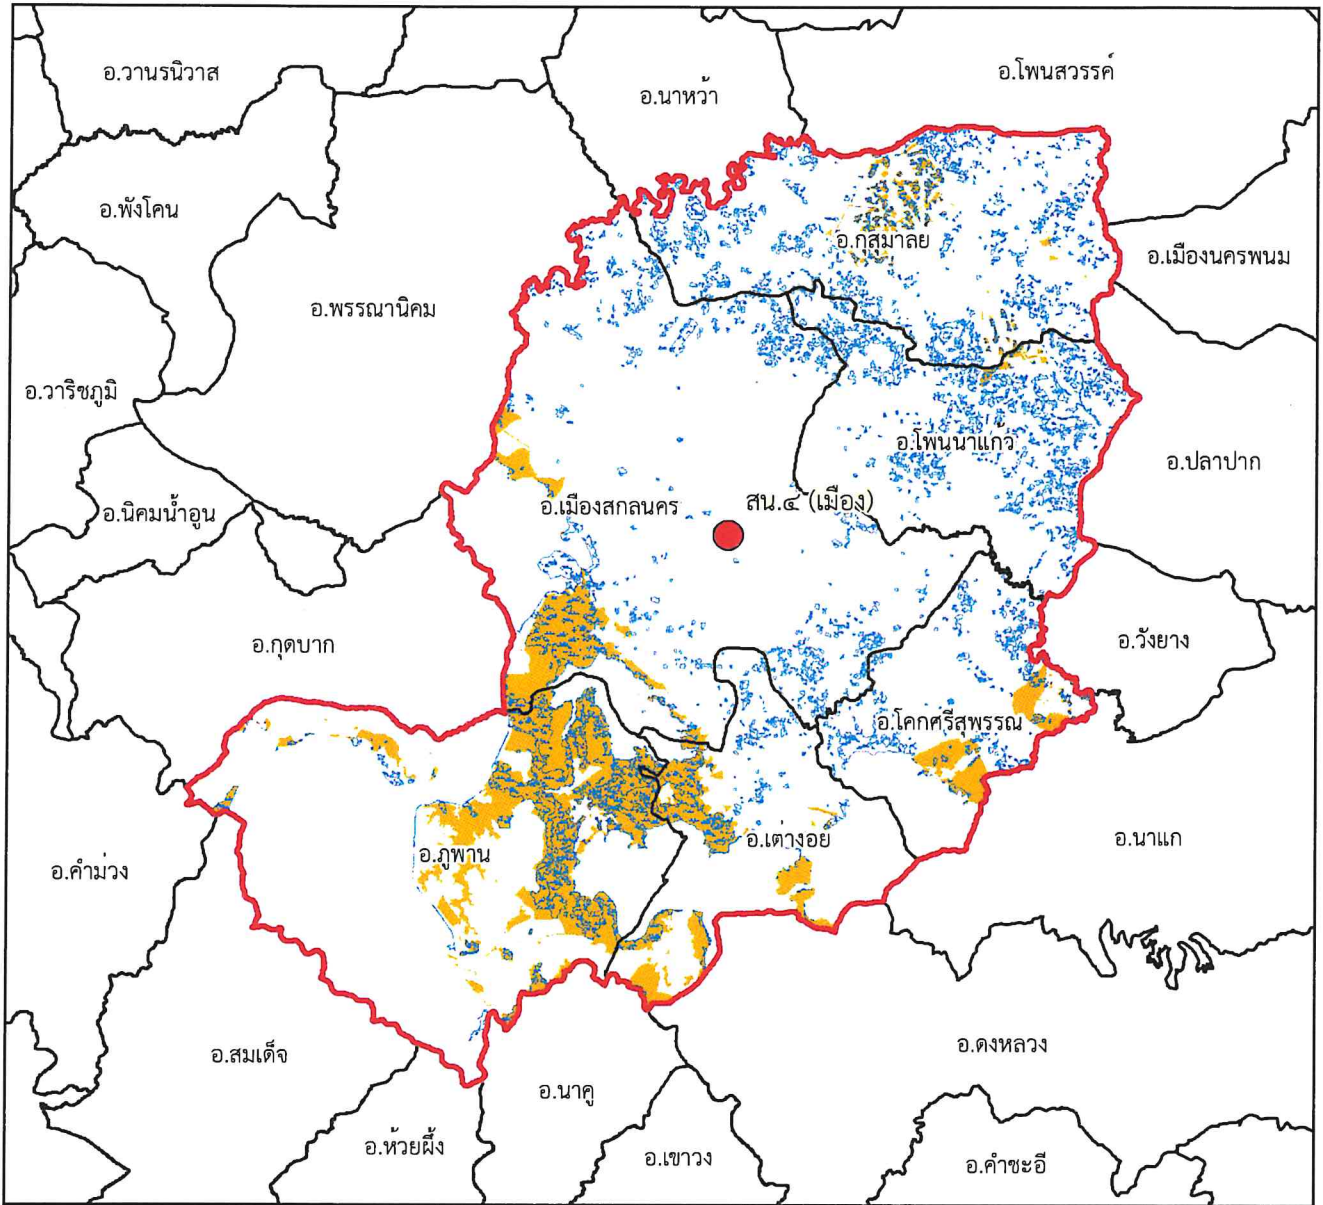 อ.วานรนิวาส
อ.โพนสวรรค์
อ.นาหว้า
อ.พังโคน
อ.กุสุมาลย
อ.เมืองนครพนม
อ.พรรณานิคม
อ.วาริชภูมิ
อ.โพนนาแก้ว
อ.ปลาปาก
อ.เมืองสกลนคร
สน.๔ (เมือง)
อ.นิคมน้ำอูน
อ.กุดบาก
อ.วังยาง
อ.โคกศรีสุพรรณ
อ.เต่างอย
อ.นาแก
อ.ภูพาน
อ.คำม่วง
อ.สมเด็จ
อ.ดงหลวง
อ.นาคู
อ.ห้วยผึ้ง
อ.เขาวง
อ.คำชะอี